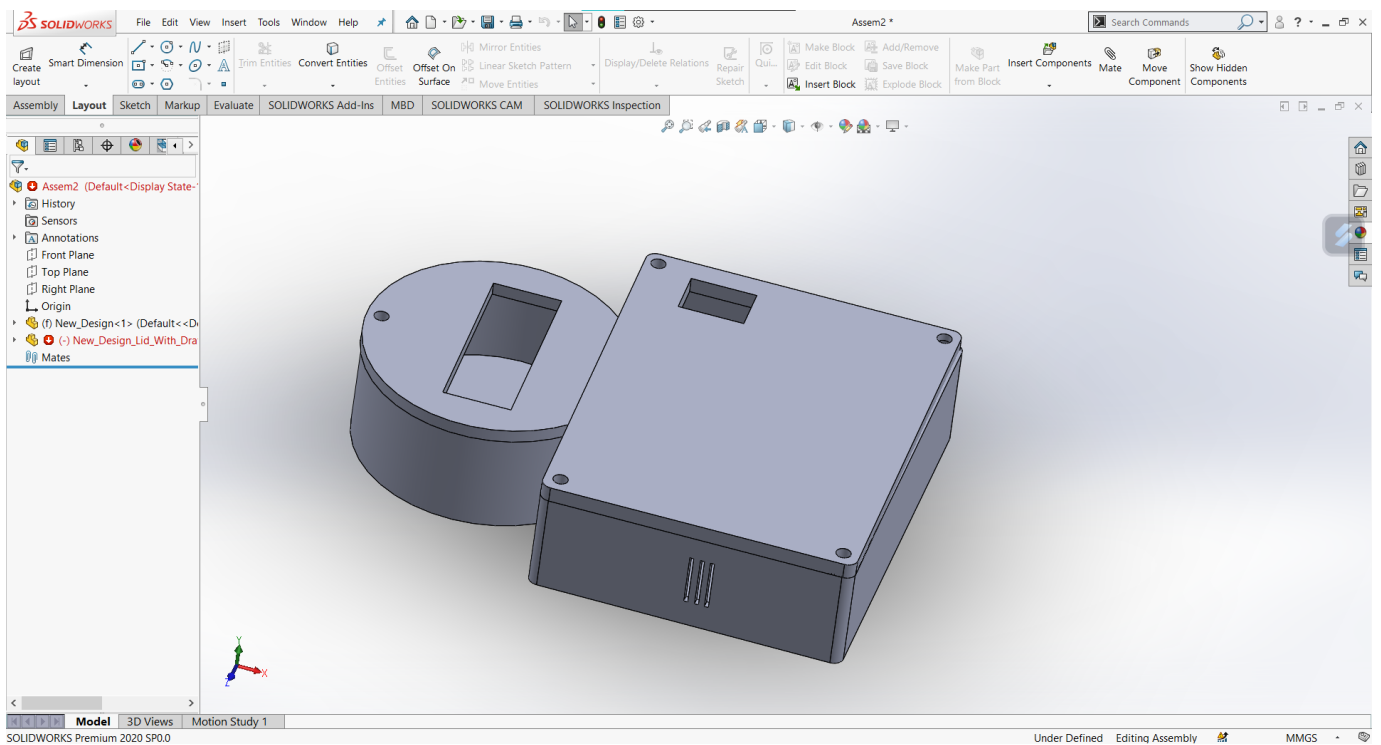 SOLIDWORKS File Edit View Insert Tools Window Help Assem2 * Search Commands
Create layout
Smart Dimension
Trim Entities
Convert Entities
Offset Entities
Offset On Surface
Mirror Entities
Linear Sketch Pattern
Move Entities
Display/Delete Relations
Repair Sketch
Qui...
Make Block
Edit Block
Insert Block
Add/Remove
Save Block
Explode Block
Make Part from Block
Insert Components
Mate
Move Component
Show Hidden Components
Assembly Layout Sketch Markup Evaluate SOLIDWORKS Add-Ins MBD SOLIDWORKS CAM SOLIDWORKS Inspection
Assem2 (Default<Display State-1
History
Sensors
Annotations
Front Plane
Top Plane
Right Plane
Origin
(f) New_Design<1> (Default<<D
(-) New_Design_Lid_With_Dra
Mates
Y
X
Z
Model 3D Views Motion Study 1
SOLIDWORKS Premium 2020 SP0.0 Under Defined Editing Assembly MMGS